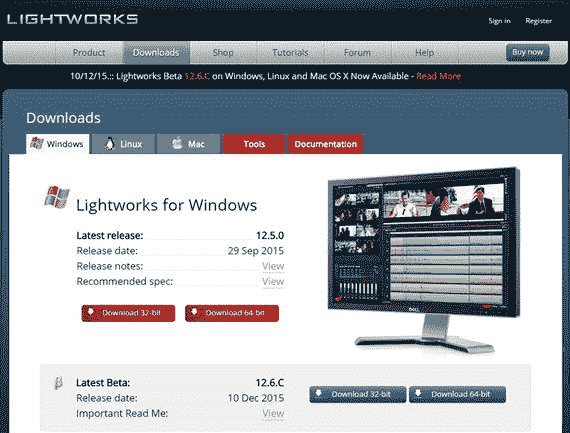 LIGHTWORKS
Sign in Register
Product Downloads Shop Tutorials Forum Help Buy now
10/12/15.:: Lightworks Beta 12.6.C on Windows, Linux and Mac OS X Now Available - Read More
Downloads
Windows Linux Mac Tools Documentation
Lightworks for Windows
Latest release: 12.5.0
Release date: 29 Sep 2015
Release notes: View
Recommended spec: View
Download 32-bit Download 64-bit
DELL
Latest Beta: 12.6.C
Release date: 10 Dec 2015
Important Read Me: View
Download 32-bit Download 64-bit